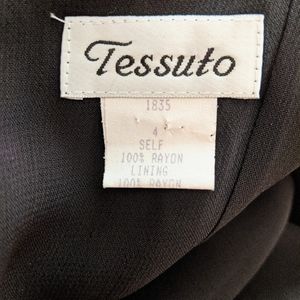 Tessuto
1835
4
SELF
100% RAYON
LINING
100% RAYON